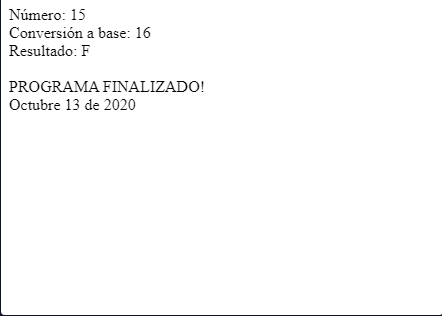 Número: 15
Conversión a base: 16
Resultado: F
PROGRAMA FINALIZADO!
Octubre 13 de 2020